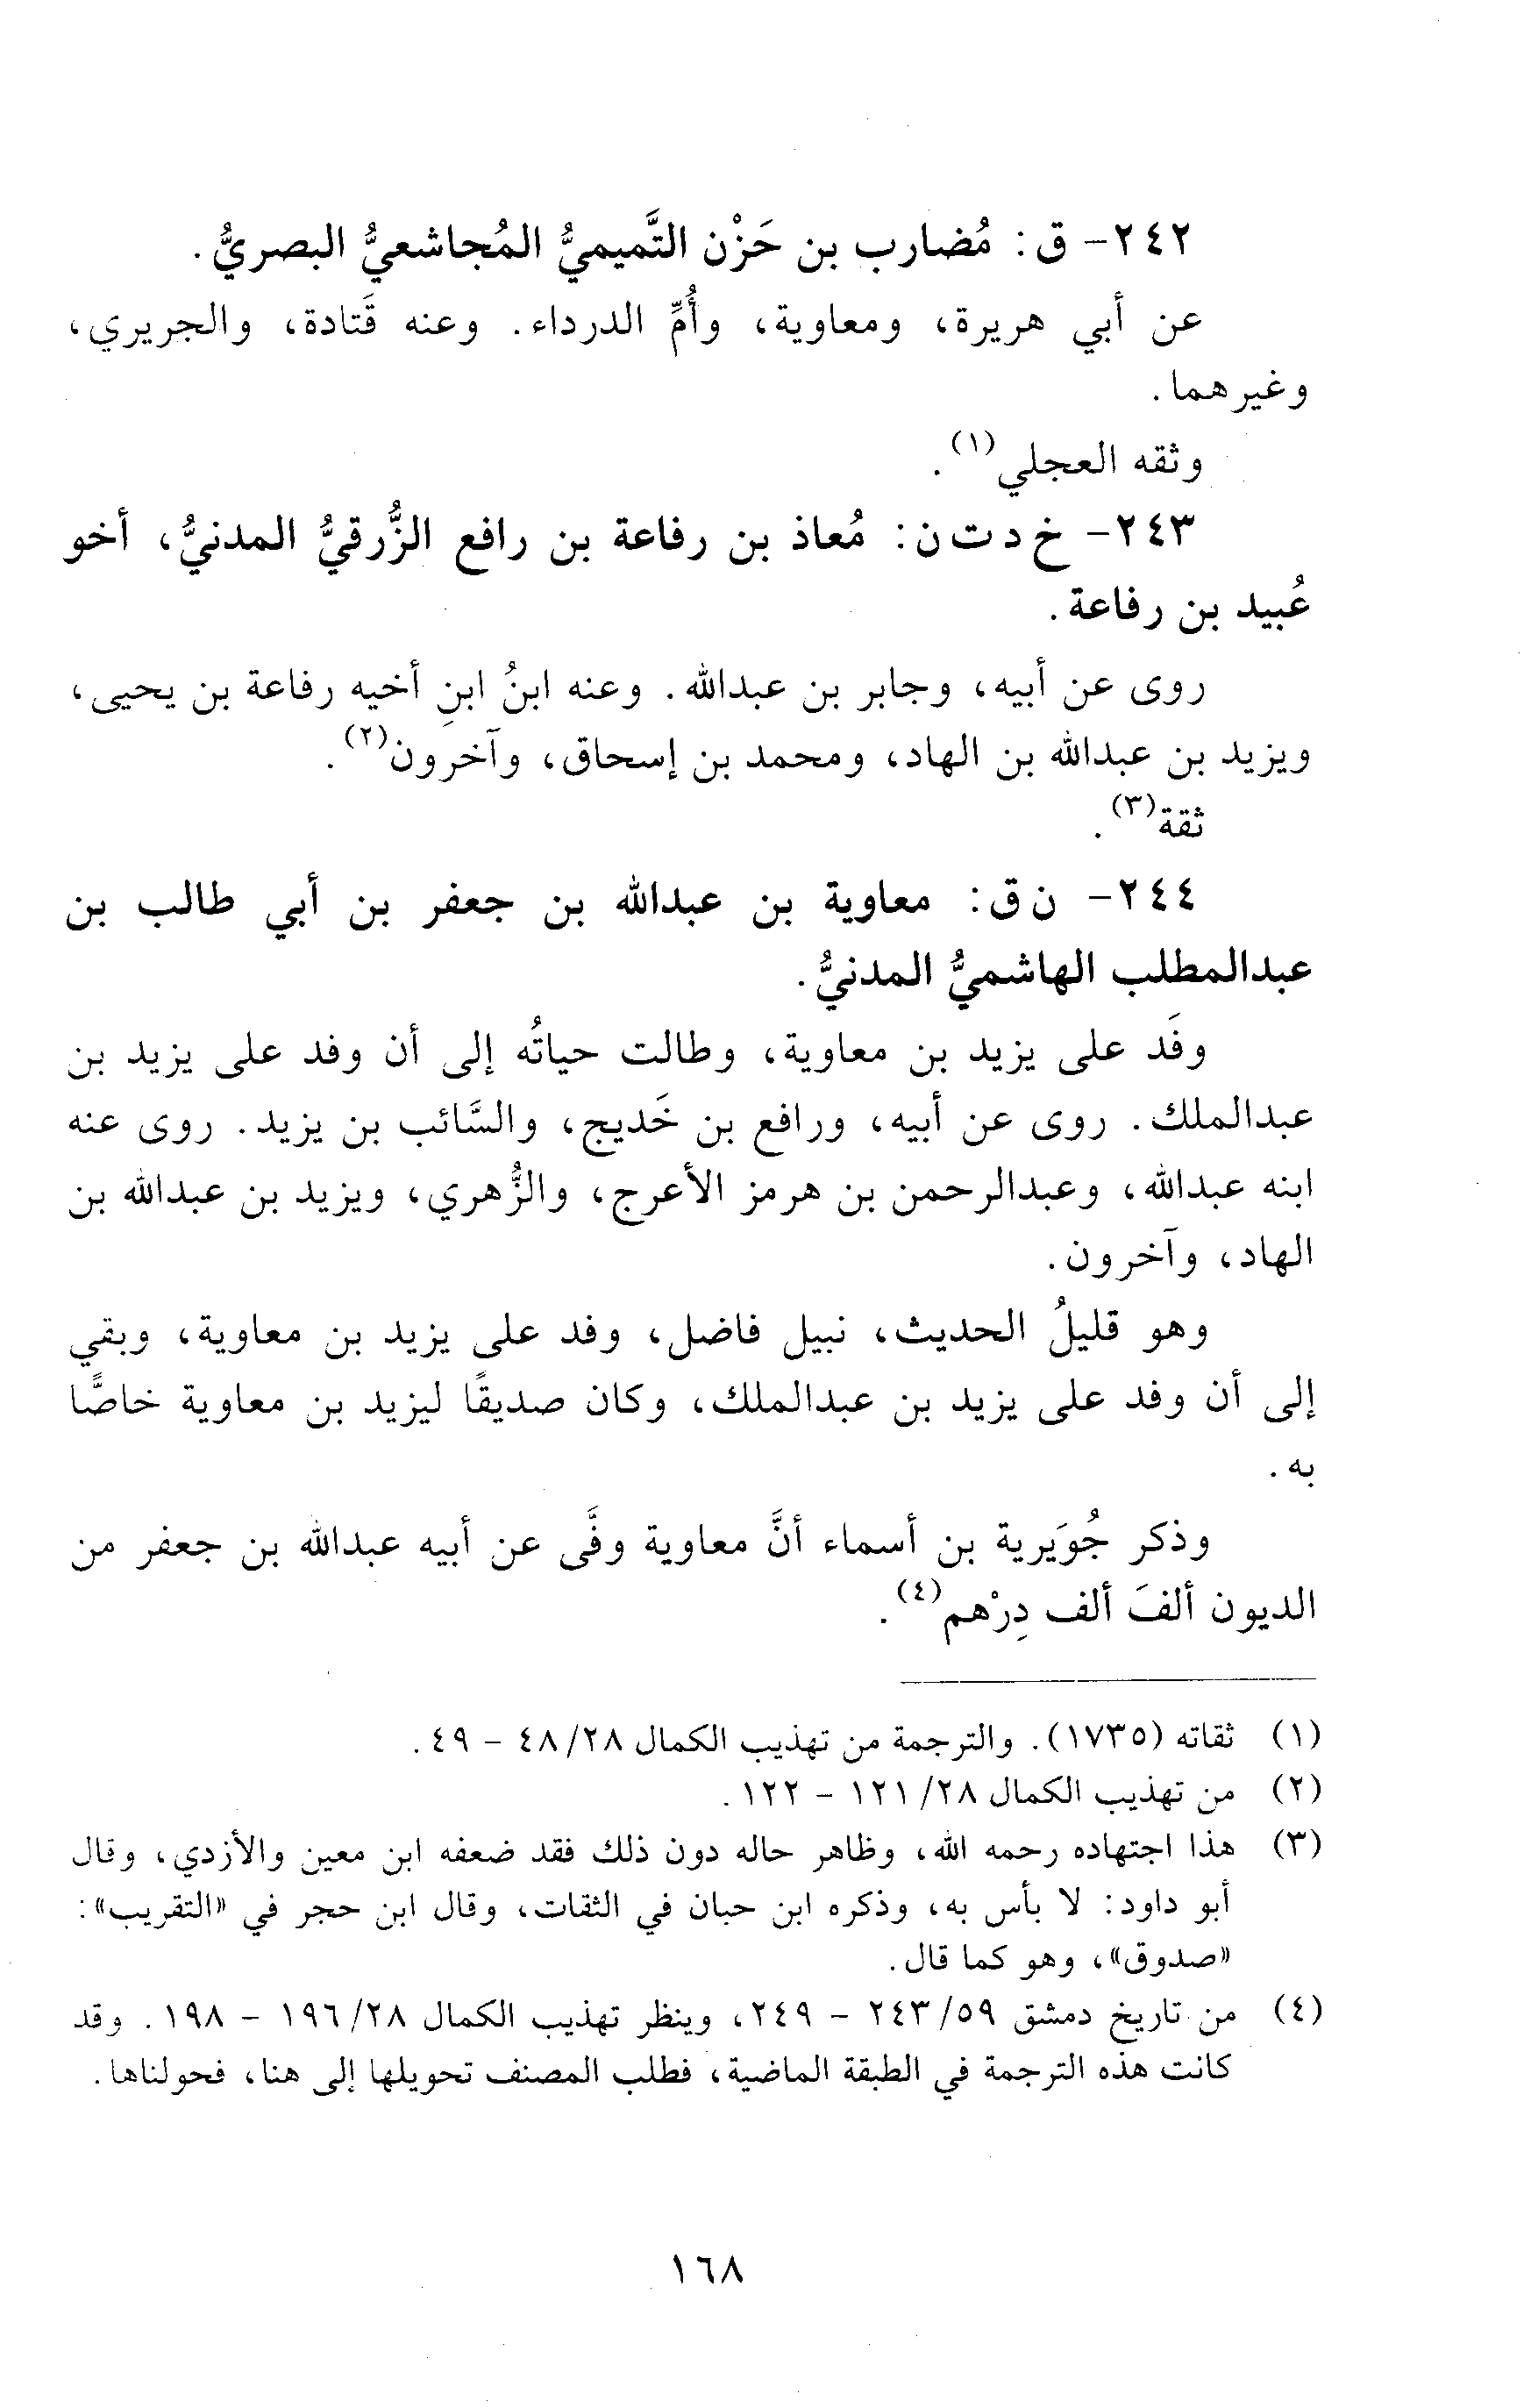 ٢٤٢- ق: مُضارب بن حَزْن التَّميميُّ المُجاشعيُّ البصريُّ.
عن أبي هريرة، ومعاوية، وأُمِّ الدرداء. وعنه قَتادة، والجريري،
وغيرهما.
وثقه العجلي(١).
٢٤٣- خ د ت ن: مُعاذ بن رفاعة بن رافع الزُّرقيُّ المدنيُّ، أخو
عُبيد بن رفاعة.
روى عن أبيه، وجابر بن عبدالله. وعنه ابنُ ابنِ أخيه رفاعة بن يحيى،
ويزيد بن عبدالله بن الهاد، ومحمد بن إسحاق، وآخرون(٢).
ثقة(٣).
٢٤٤- ن ق: معاوية بن عبدالله بن جعفر بن أبي طالب بن
عبدالمطلب الهاشميُّ المدنيُّ.
وفَد على يزيد بن معاوية، وطالت حياتُه إلى أن وفد على يزيد بن
عبدالملك. روى عن أبيه، ورافع بن خَديج، والسَّائب بن يزيد. روى عنه
ابنه عبدالله، وعبدالرحمن بن هرمز الأعرج، والزُّهري، ويزيد بن عبدالله بن
الهاد، وآخرون.
وهو قليلُ الحديث، نبيل فاضل، وفد على يزيد بن معاوية، وبقي
إلى أن وفد على يزيد بن عبدالملك، وكان صديقًا ليزيد بن معاوية خاصًّا
به.
وذكر جُوَيرية بن أسماء أنَّ معاوية وفَّى عن أبيه عبدالله بن جعفر من
الديون ألفَ ألف دِرْهم(٤).
(١) ثقاته (١٧٣٥). والترجمة من تهذيب الكمال ٢٨/ ٤٨ - ٤٩.
(٢) من تهذيب الكمال ٢٨/ ١٢١ - ١٢٢.
(٣) هذا اجتهاده رحمه الله، وظاهر حاله دون ذلك فقد ضعفه ابن معين والأزدي، وقال
أبو داود: لا بأس به، وذكره ابن حبان في الثقات، وقال ابن حجر في «التقريب»:
«صدوق»، وهو كما قال.
(٤) من تاريخ دمشق ٥٩/ ٢٤٣ - ٢٤٩، وينظر تهذيب الكمال ٢٨/ ١٩٦ - ١٩٨. وقد
كانت هذه الترجمة في الطبقة الماضية، فطلب المصنف تحويلها إلى هنا، فحولناها.
١٦٨